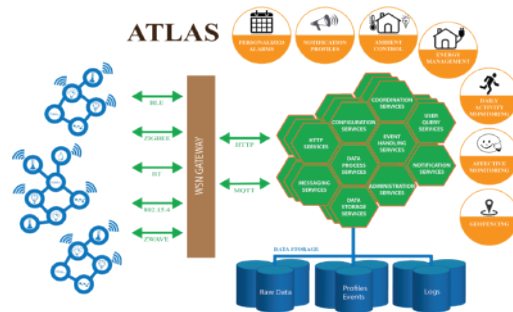 ATLAS
PERSONALIZED
ALARMS
NOTIFICATION
PROFILES
AMBIENT
CONTROL
ENERGY
MANAGEMENT
DAILY
ACTIVITY
MONITORING
AFFECTIVE
MONITORING
GEOFENCING
BLU
ZIGBEE
BT
802.15.4
ZWAVE
WSN GATEWAY
HTTP
MQTT
COORDINATION
SERVICES
CONFIGURATION
SERVICES
USER
QUERY
SERVICES
HTTP
SERVICES
EVENT
HANDLING
SERVICES
DATA
PROCESS
SERVICES
NOTIFICATION
SERVICES
MESSAGING
SERVICES
ADMINISTRATION
SERVICES
DATA
STORAGE
SERVICES
DATA STORAGE
Raw Data
Profiles
Events
Logs